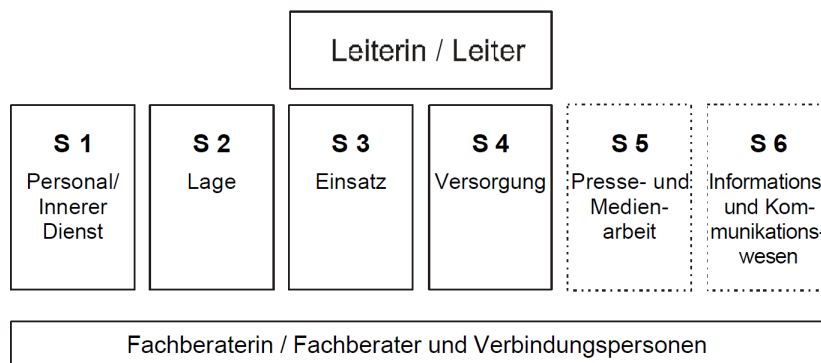 Leiterin / Leiter
S 1
Personal/
Innerer
Dienst
S 2
Lage
S 3
Einsatz
S 4
Versorgung
S 5
Presse- und
Medien-
arbeit
S 6
Informations-
und Kom-
munikations-
wesen
Fachberaterin / Fachberater und Verbindungspersonen